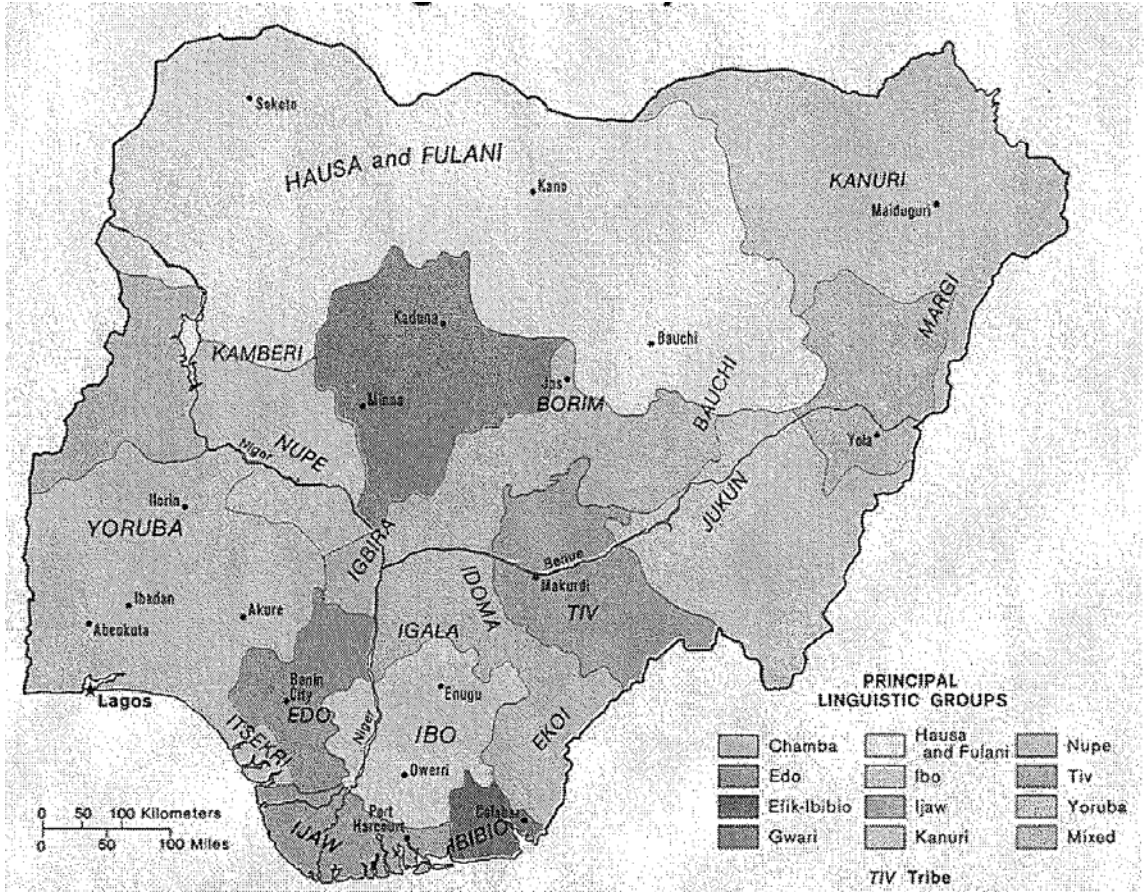 Sokoto
HAUSA and FULANI
Kano
KANURI
Maiduguri
MARGI
Kaduna
KAMBERI
Bauchi
Jos
BORIM
BAUCHI
Minna
Yola
NUPE
Niger
Ilorin
YORUBA
JUKUN
IGBIRA
Benue
Makurdi
IDOMA
TIV
Ibadan
Akure
Abeokuta
IGALA
Lagos
Benin
City
EDO
Enugu
Niger
IBO
EKOI
ITSEKRI
Owerri
Calabar
Port
Harcourt
IBIBIO
IJAW
0 50 100 Kilometers
0 50 100 Miles
PRINCIPAL
LINGUISTIC GROUPS
Chamba
Edo
Efik-Ibibio
Gwari
Hausa
and Fulani
Ibo
Ijaw
Kanuri
Nupe
Tiv
Yoruba
Mixed
TIV Tribe